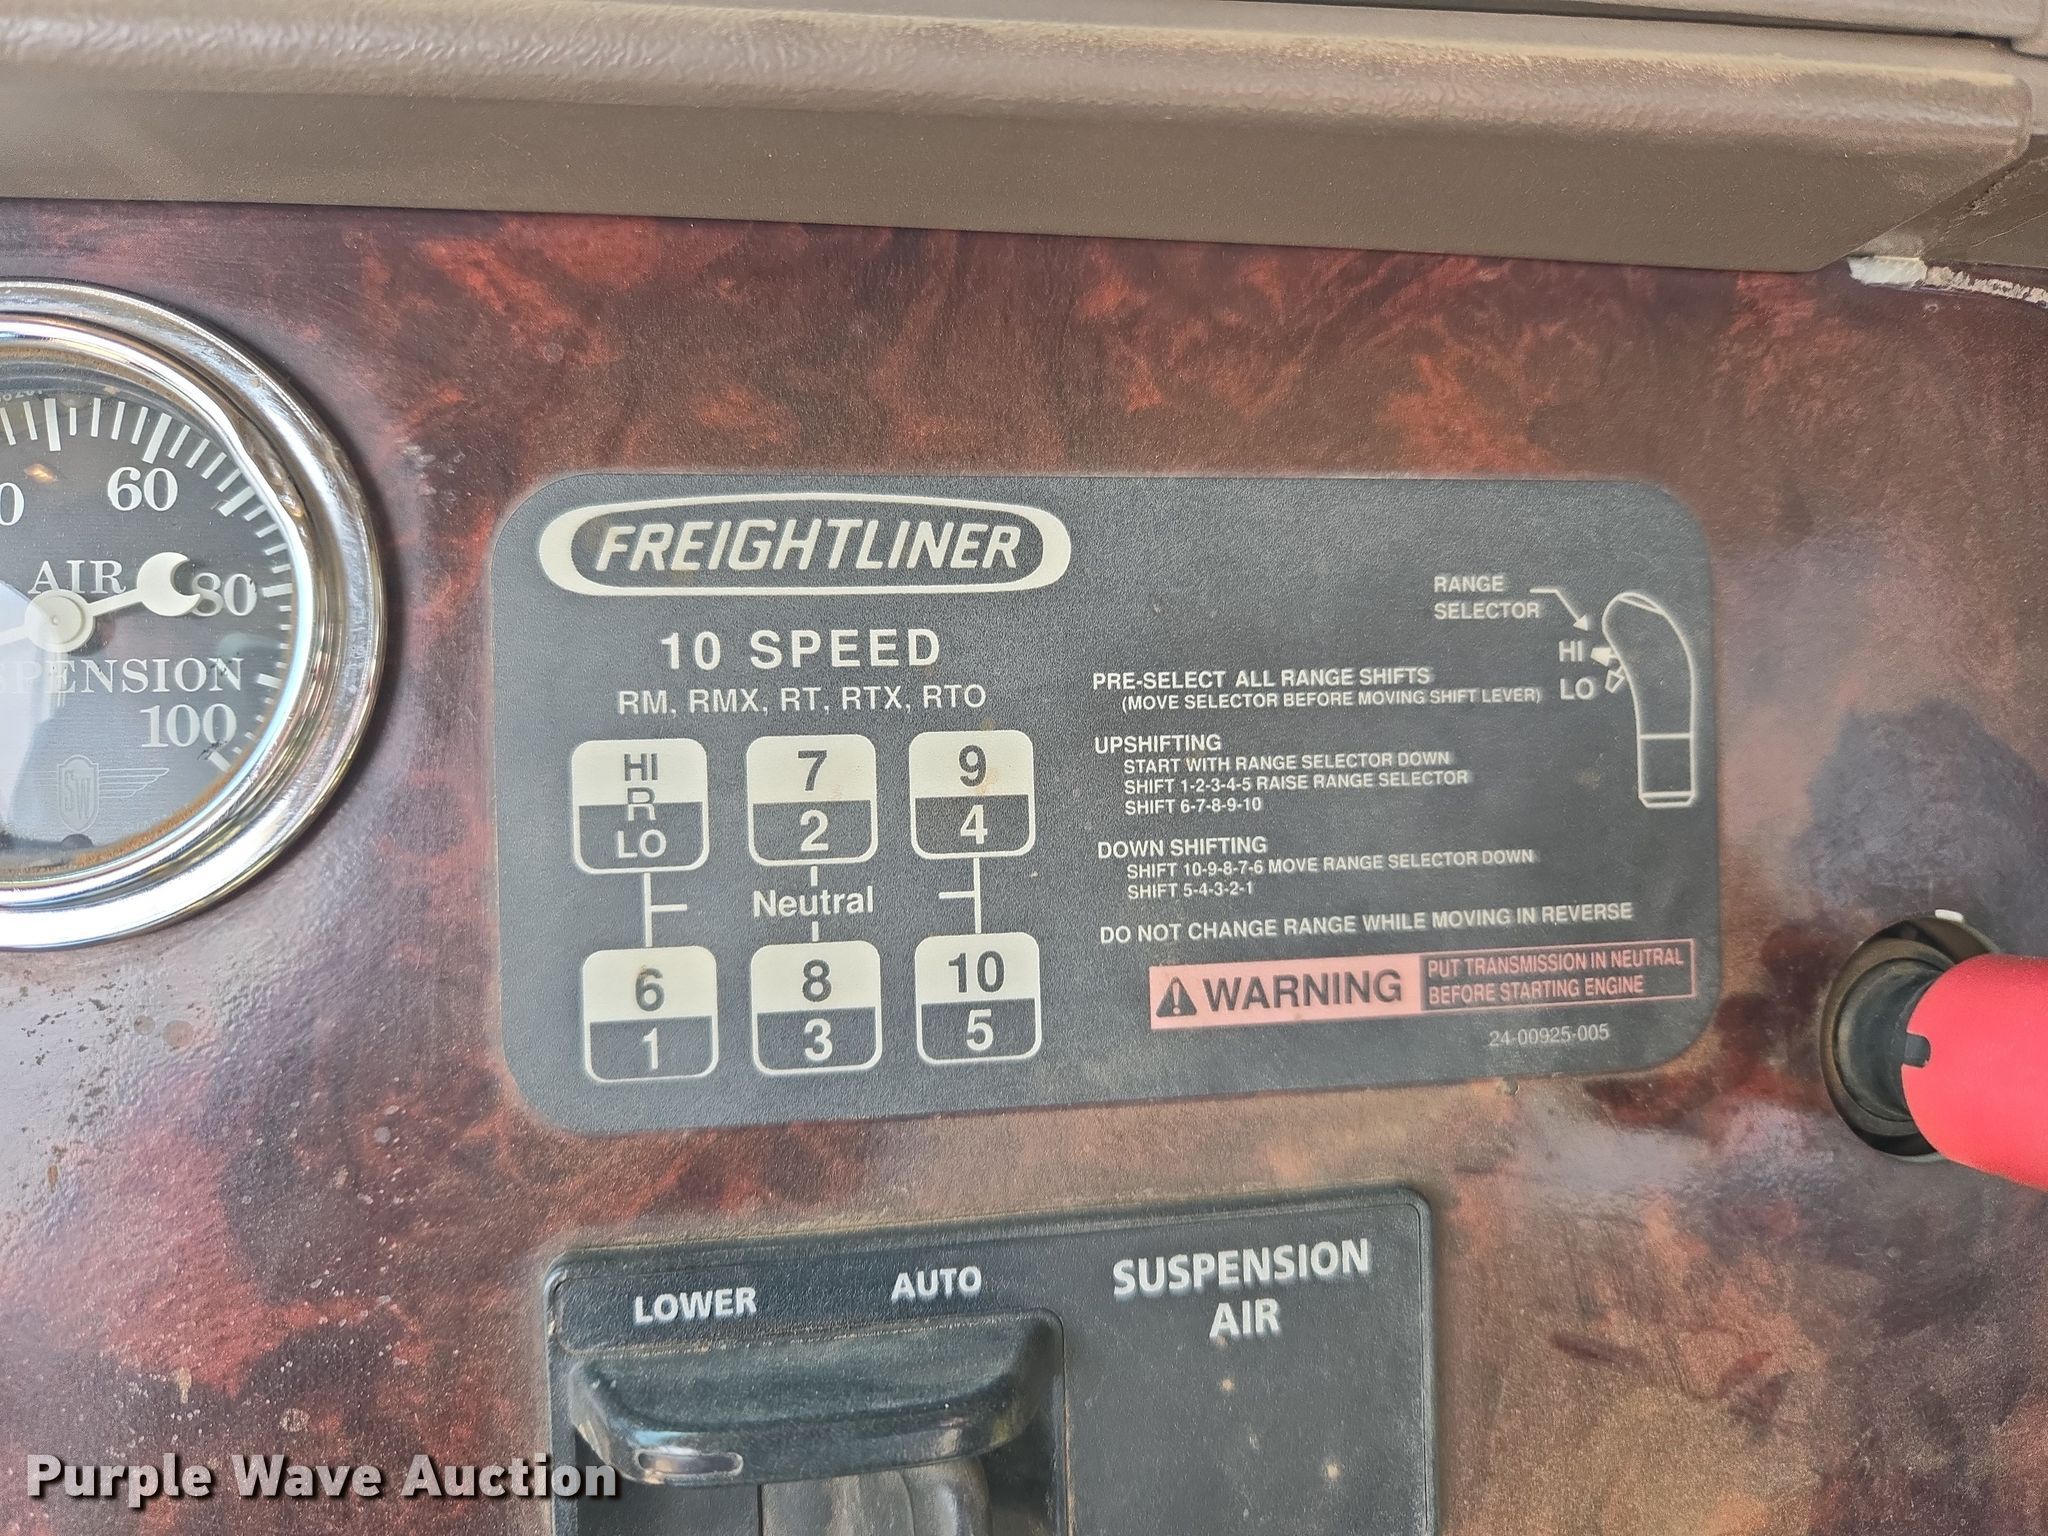 60
AIR 80
100
FREIGHTLINER
10 SPEED
RM, RMX, RT, RTX, RTO
HI
R
LO
7
2
9
4
Neutral
6
1
8
3
10
5
RANGE
SELECTOR
HI
LO
PRE-SELECT ALL RANGE SHIFTS
(MOVE SELECTOR BEFORE MOVING SHIFT LEVER)
UPSHIFTING
START WITH RANGE SELECTOR DOWN
SHIFT 1-2-3-4-5 RAISE RANGE SELECTOR
SHIFT 6-7-8-9-10
DOWN SHIFTING
SHIFT 10-9-8-7-6 MOVE RANGE SELECTOR DOWN
SHIFT 5-4-3-2-1
DO NOT CHANGE RANGE WHILE MOVING IN REVERSE
WARNING
PUT TRANSMISSION IN NEUTRAL
BEFORE STARTING ENGINE
24-00925-005
LOWER AUTO
SUSPENSION
AIR
Purple Wave Auction